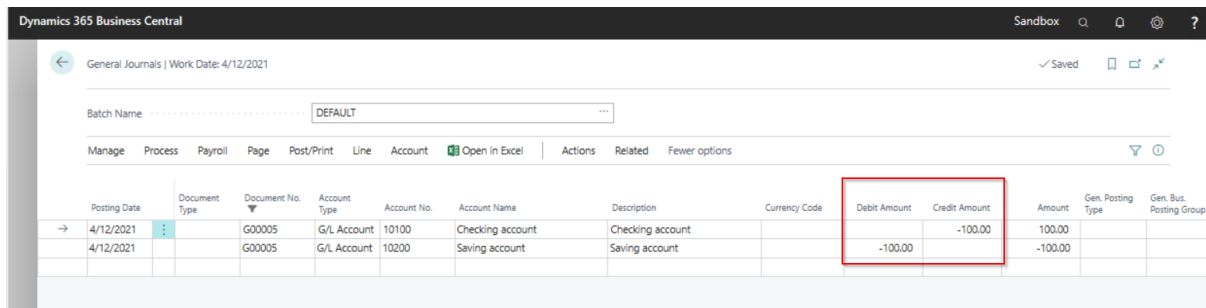 Dynamics 365 Business Central Sandbox ?
General Journals | Work Date: 4/12/2021 Saved
Batch Name DEFAULT ...
Manage Process Payroll Page Post/Print Line Account Open in Excel Actions Related Fewer options
Posting Date Document Type Document No. Account Type Account No. Account Name Description Currency Code Debit Amount Credit Amount Amount Gen. Posting Type Gen. Bus. Posting Group
4/12/2021 G00005 G/L Account 10100 Checking account Checking account -100.00 100.00
4/12/2021 G00005 G/L Account 10200 Saving account Saving account -100.00 -100.00